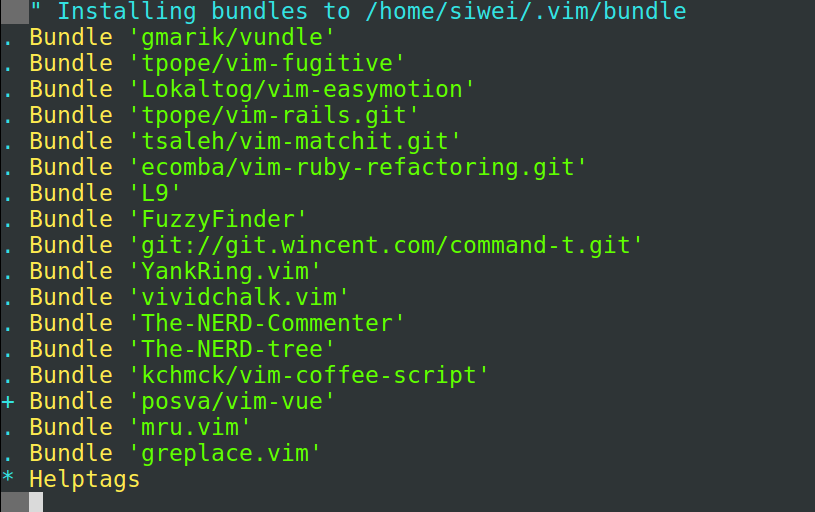 " Installing bundles to /home/siwei/.vim/bundle
. Bundle 'gmarik/vundle'
. Bundle 'tpope/vim-fugitive'
. Bundle 'Lokaltog/vim-easymotion'
. Bundle 'tpope/vim-rails.git'
. Bundle 'tsaleh/vim-matchit.git'
. Bundle 'ecomba/vim-ruby-refactoring.git'
. Bundle 'L9'
. Bundle 'FuzzyFinder'
. Bundle 'git://git.wincent.com/command-t.git'
. Bundle 'YankRing.vim'
. Bundle 'vividchalk.vim'
. Bundle 'The-NERD-Commenter'
. Bundle 'The-NERD-tree'
. Bundle 'kchmck/vim-coffee-script'
+ Bundle 'posva/vim-vue'
. Bundle 'mru.vim'
. Bundle 'greplace.vim'
* Helptags